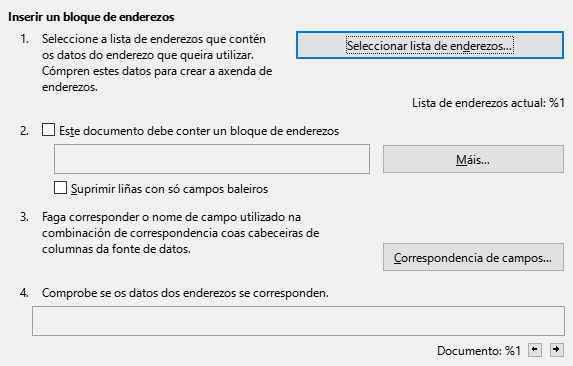 Inserir un bloque de enderezos
1. Seleccione a lista de enderezos que contén
os datos do enderezo que queira utilizar.
Cómpren estes datos para crear a axenda de
enderezos.
Seleccionar lista de enderezos...
Lista de enderezos actual: %1
2. Este documento debe conter un bloque de enderezos
Máis...
Suprimir liñas con só campos baleiros
3. Faga corresponder o nome de campo utilizado na
combinación de correspondencia coas cabeceiras de
columnas da fonte de datos.
Correspondencia de campos...
4. Comprobe se os datos dos enderezos se corresponden.
Documento: %1